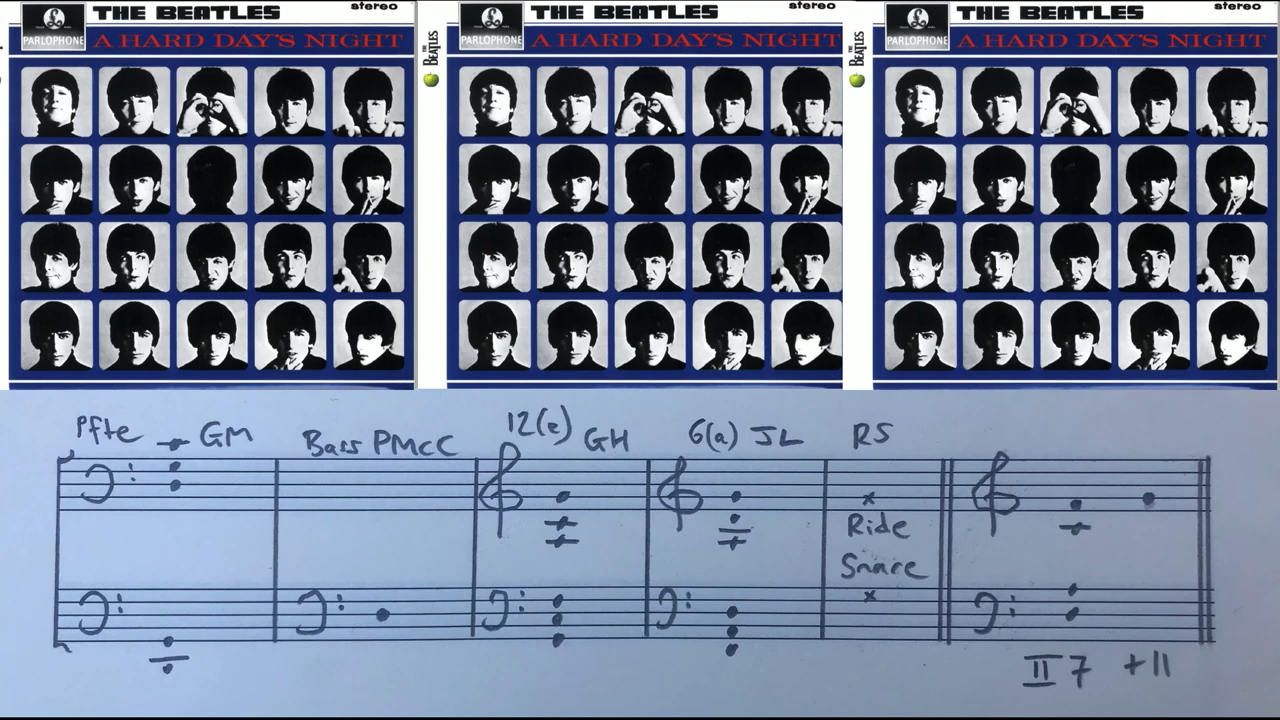 THE BEATLES stereo
PARLOPHONE A HARD DAY'S NIGHT
THE BEATLES stereo
PARLOPHONE A HARD DAY'S NIGHT
THE BEATLES
THE BEATLES stereo
PARLOPHONE A HARD DAY'S NIGHT
THE BEATLES
Pfte GM
Bass PMcC
12(e) GH
6(a) JL
RS
Ride
Snare
II 7 +11